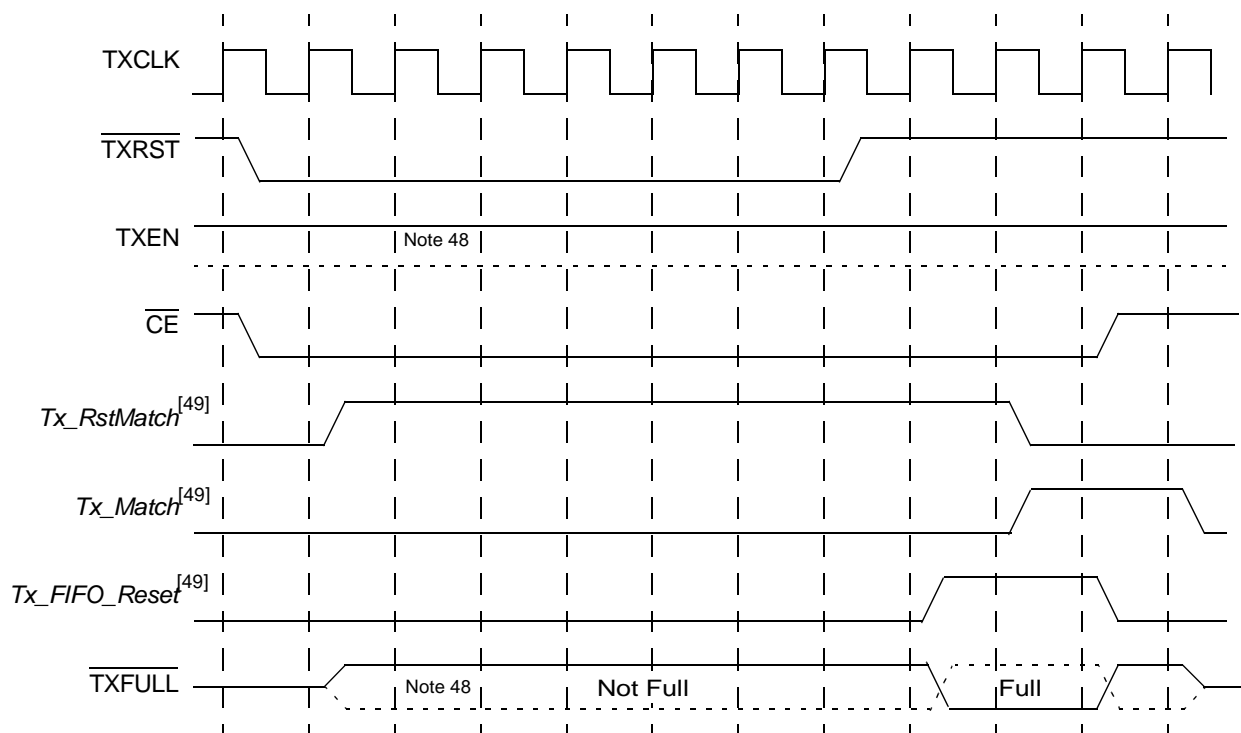 TXCLK
TXRST
TXEN
Note 48
CE
Tx_RstMatch[49]
Tx_Match[49]
Tx_FIFO_Reset[49]
TXFULL
Note 48
Not Full
Full